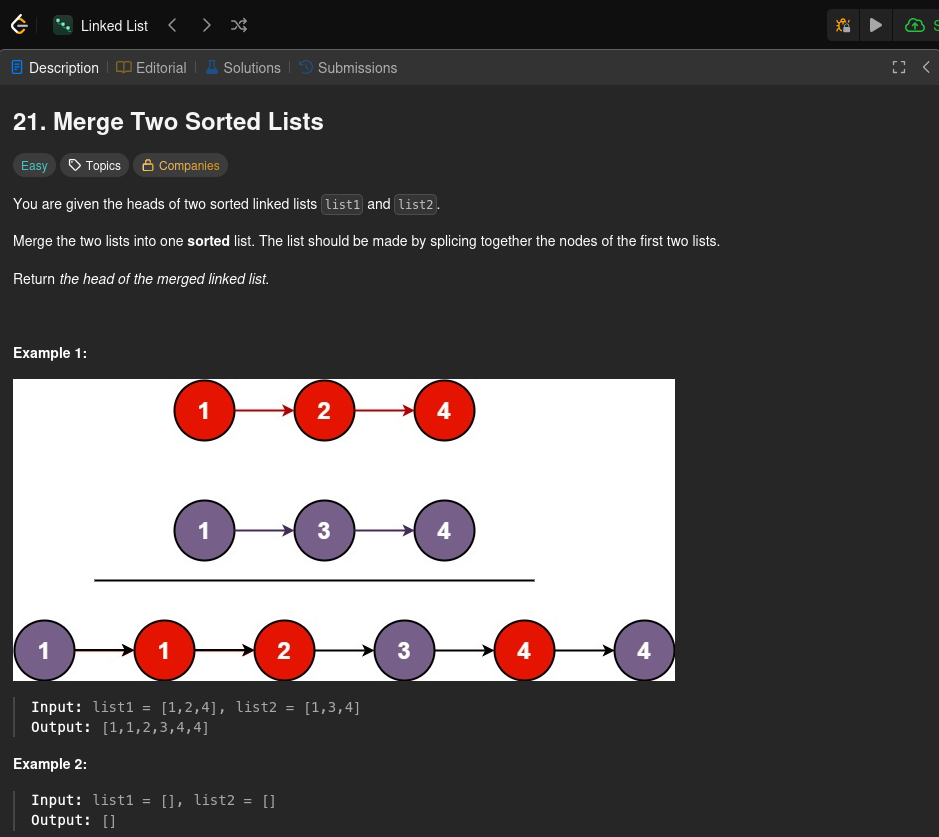 Linked List
Description Editorial Solutions Submissions
21. Merge Two Sorted Lists
Easy Topics Companies
You are given the heads of two sorted linked lists list1 and list2.
Merge the two lists into one sorted list. The list should be made by splicing together the nodes of the first two lists.
Return the head of the merged linked list.
Example 1:
1 2 4
1 3 4
1 1 2 3 4 4
Input: list1 = [1,2,4], list2 = [1,3,4]
Output: [1,1,2,3,4,4]
Example 2:
Input: list1 = [], list2 = []
Output: []